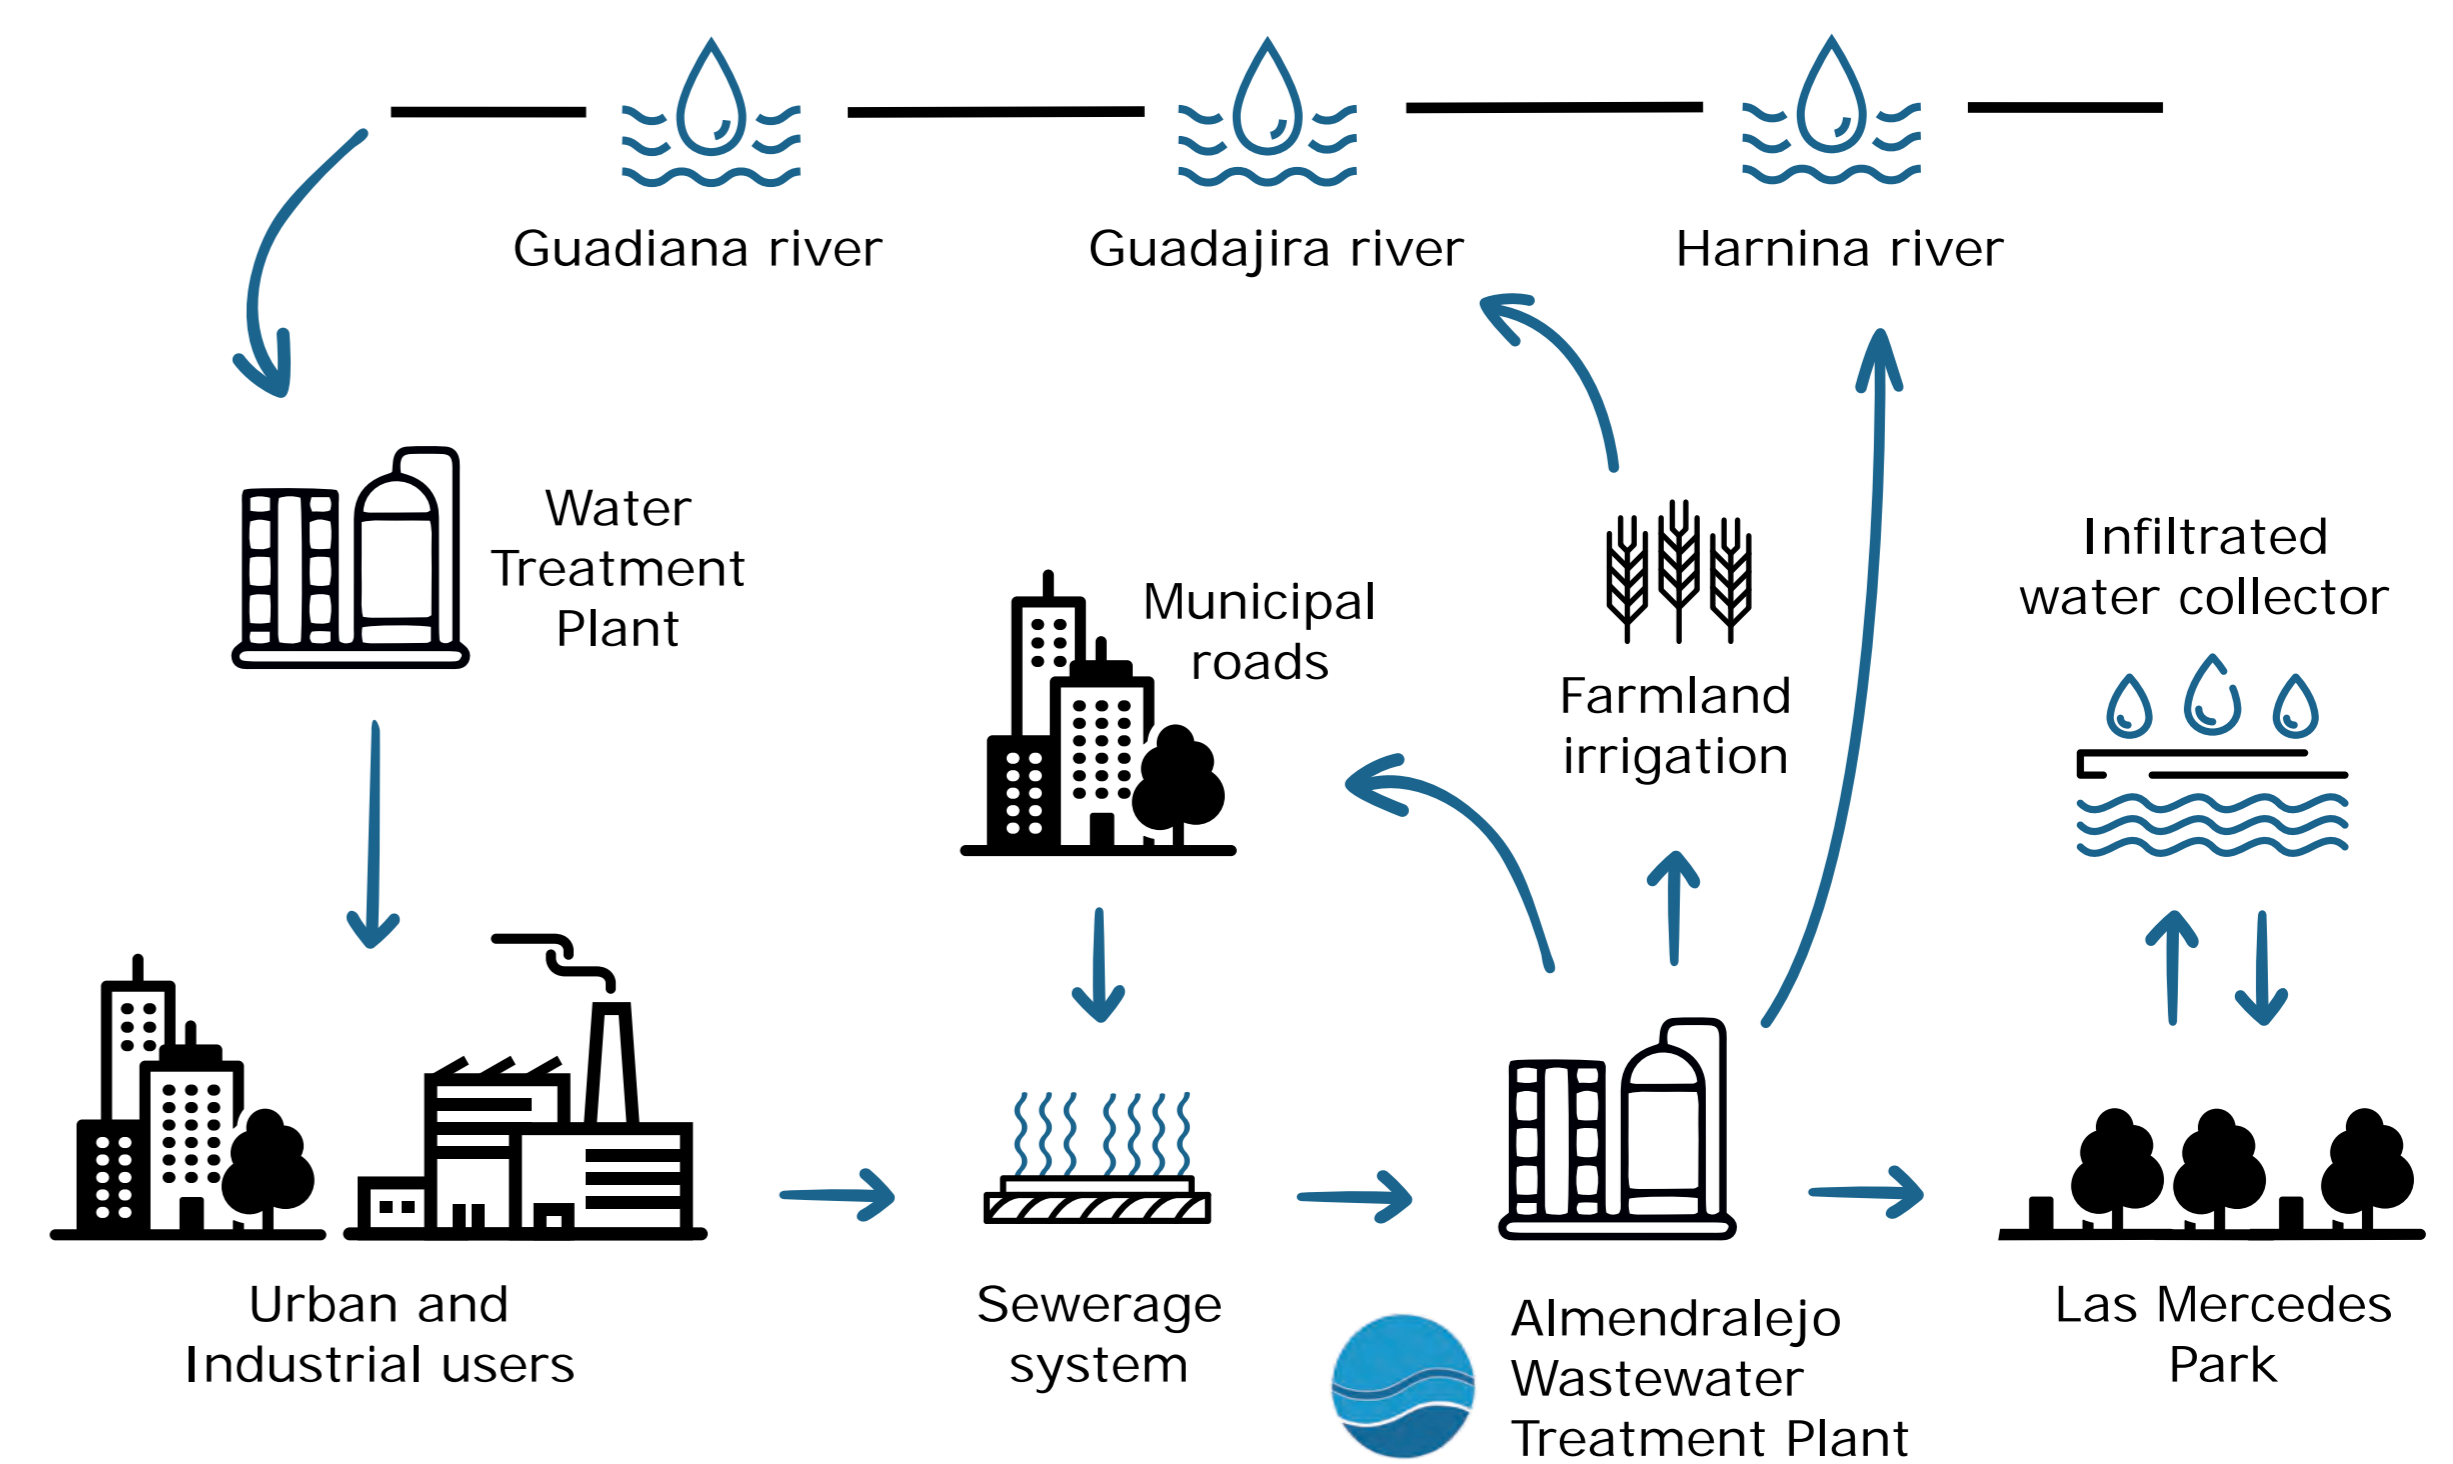 Guadiana river
Guadajira river
Harnina river
Water
Treatment
Plant
Municipal
roads
Farmland
irrigation
Infiltrated
water collector
Urban and
Industrial users
Sewerage
system
Almendralejo
Wastewater
Treatment Plant
Las Mercedes
Park